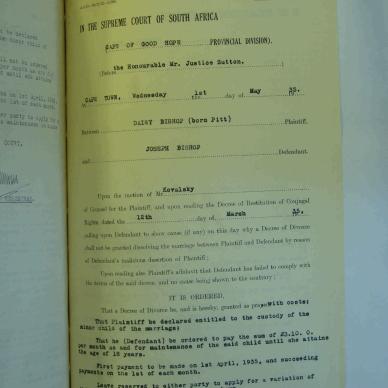 be declared
minor child of
IN THE SUPREME COURT OF SOUTH AFRICA
(CAPE OF GOOD HOPE PROVINCIAL DIVISION).
(Before the Honourable Mr. Justice Sutton.)
At CAPE TOWN, Wednesday 1st day of May 35.
Between DAISY BISHOP (born Pitt) Plaintiff,
and JOSEPH BISHOP Defendant.
Upon the motion of Mr. Kovalsky
of Counsel for the Plaintiff, and upon reading the Decree of Restitution of Conjugal
Rights dated the 12th day of March 35.
calling upon Defendant to show cause (if any) on this day why a Decree of Divorce
shall not be granted dissolving the marriage between Plaintiff and Defendant by reason
of Defendant's malicious desertion of Plaintiff;
Upon reading also Plaintiff's affidavit that Defendant has failed to comply with
the terms of the said decree, and no cause being shown to the contrary;
IT IS ORDERED,
That a Decree of Divorce be, and is hereby, granted as prayed with costs;
That Plaintiff be declared entitled to the custody of the
minor child of the marriage;
That he (Defendant) be ordered to pay the sum of £3.10. 0.
per month as and for maintenance of the said child until she attains
the age of 18 years.
First payment to be made on 1st April, 1935, and succeeding
payments on the 1st of each month.
Leave reserved to either party to apply for a variation of
COURT.